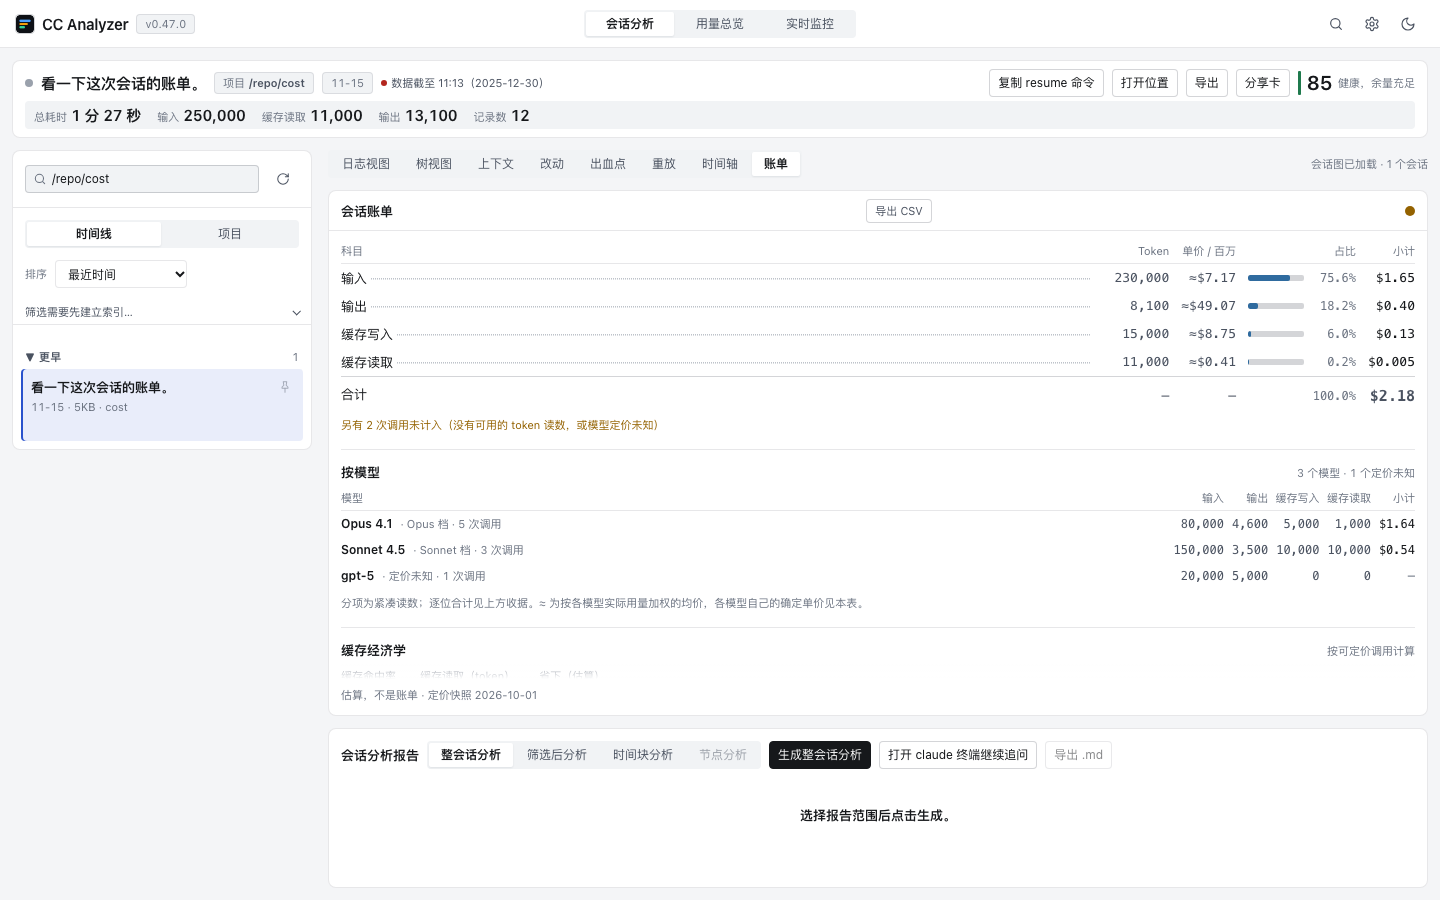 CC Analyzer v0.47.0 会话分析 用量总览 实时监控
看一下这次会话的账单。 项目 /repo/cost 11-15 数据截至 11:13（2025-12-30） 复制 resume 命令 打开位置 导出 分享卡 85 健康，余量充足
总耗时 1 分 27 秒 输入 250,000 缓存读取 11,000 输出 13,100 记录数 12
/repo/cost
时间线 项目
排序 最近时间
筛选需要先建立索引...
▼ 更早 1
看一下这次会话的账单。
11-15 · 5KB · cost
日志视图 树视图 上下文 改动 出血点 重放 时间轴 账单 会话图已加载 · 1 个会话
会话账单 导出 CSV
科目 Token 单价 / 百万 占比 小计
输入 230,000 ≈$7.17 75.6% $1.65
输出 8,100 ≈$49.07 18.2% $0.40
缓存写入 15,000 ≈$8.75 6.0% $0.13
缓存读取 11,000 ≈$0.41 0.2% $0.005
合计 — — 100.0% $2.18
另有 2 次调用未计入（没有可用的 token 读数，或模型定价未知）
按模型 3 个模型 · 1 个定价未知
模型 输入 输出 缓存写入 缓存读取 小计
Opus 4.1 · Opus 档 · 5 次调用 80,000 4,600 5,000 1,000 $1.64
Sonnet 4.5 · Sonnet 档 · 3 次调用 150,000 3,500 10,000 10,000 $0.54
gpt-5 · 定价未知 · 1 次调用 20,000 5,000 0 0 —
分项为紧凑读数；逐位合计见上方收据。≈ 为按各模型实际用量加权的均价，各模型自己的确定单价见本表。
缓存经济学 按可定价调用计算
缓存命中率 缓存读取（token） 省下（估算）
估算，不是账单 · 定价快照 2026-10-01
会话分析报告 整会话分析 筛选后分析 时间块分析 节点分析 生成整会话分析 打开 claude 终端继续追问 导出 .md
选择报告范围后点击生成。